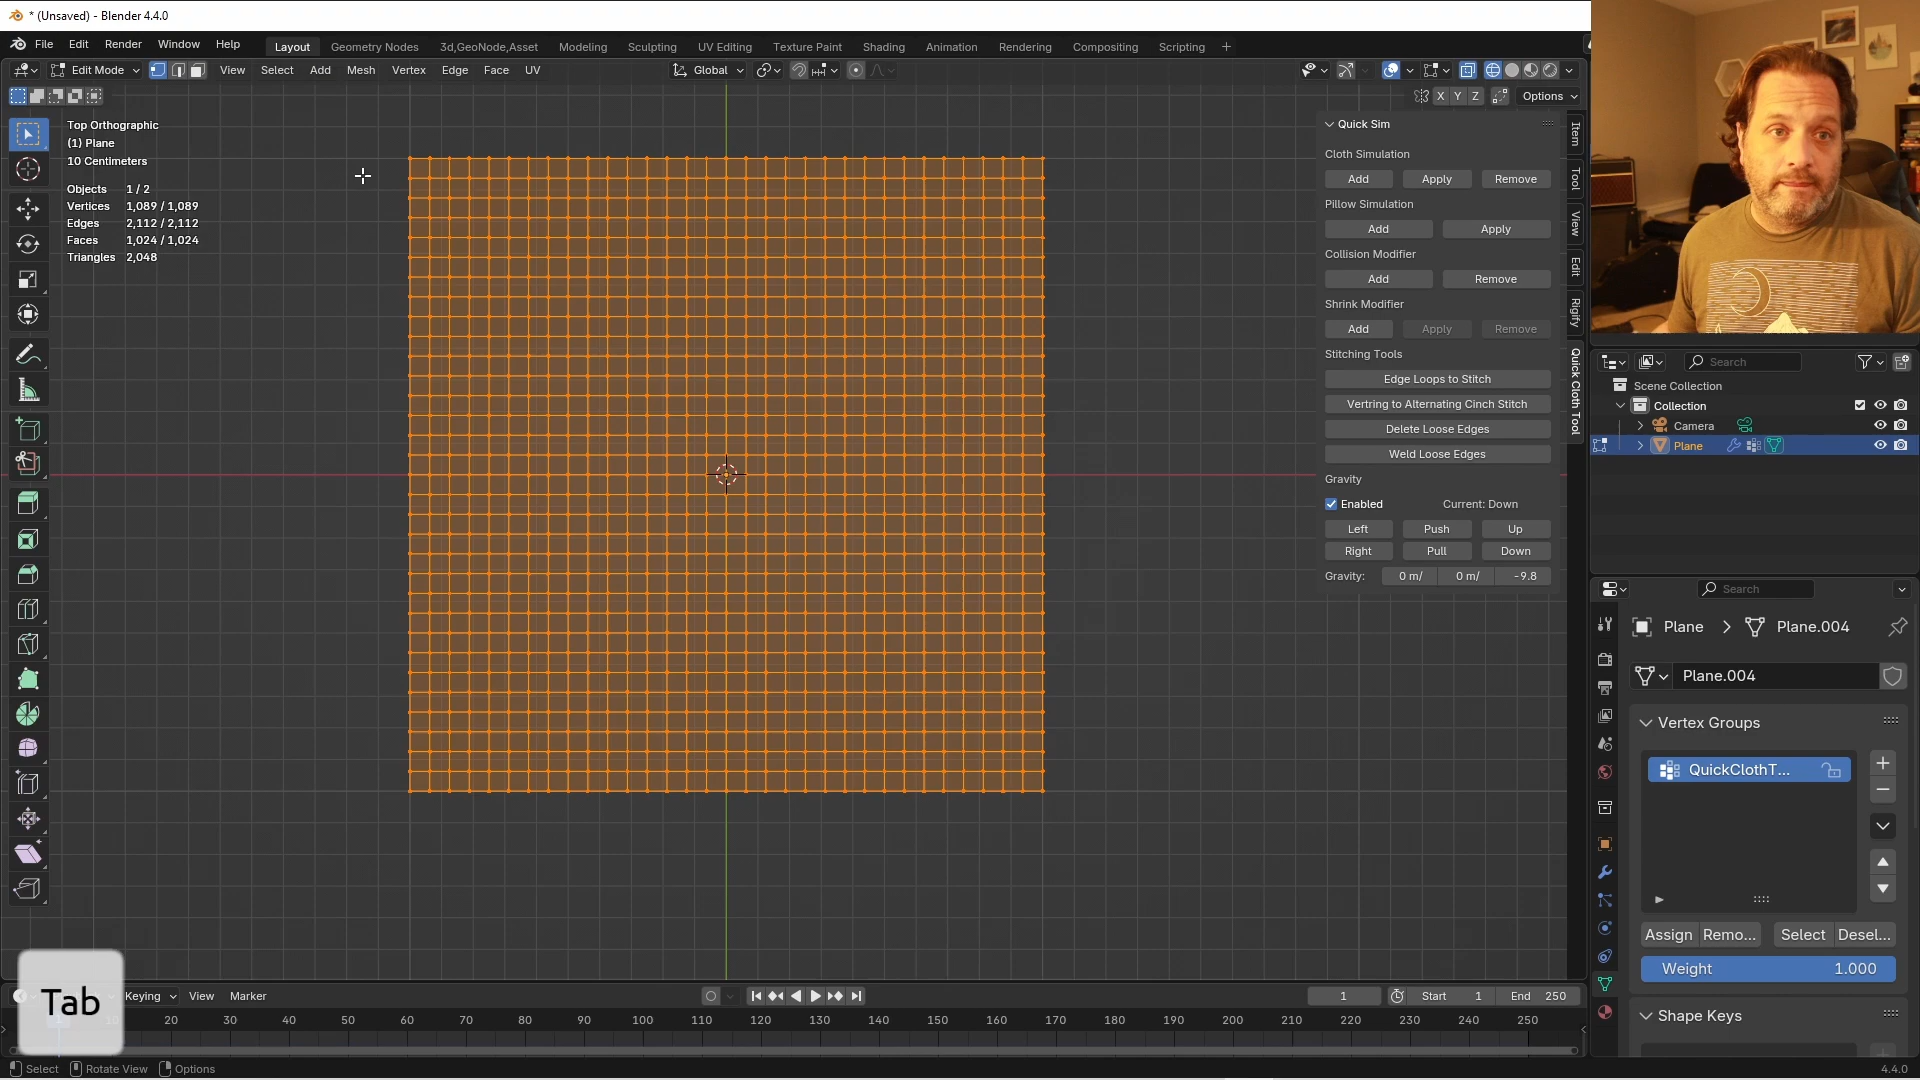 * (Unsaved) - Blender 4.4.0
File Edit Render Window Help
Layout Geometry Nodes 3d,GeoNode,Asset Modeling Sculpting UV Editing Texture Paint Shading Animation Rendering Compositing Scripting +
Edit Mode View Select Add Mesh Vertex Edge Face UV Global
X Y Z Options
Top Orthographic
(1) Plane
10 Centimeters
Objects 1 / 2
Vertices 1,089 / 1,089
Edges 2,112 / 2,112
Faces 1,024 / 1,024
Triangles 2,048
Quick Sim
Cloth Simulation
Add Apply Remove
Pillow Simulation
Add Apply
Collision Modifier
Add Remove
Shrink Modifier
Add Apply Remove
Stitching Tools
Edge Loops to Stitch
Vertring to Alternating Cinch Stitch
Delete Loose Edges
Weld Loose Edges
Gravity
Enabled Current: Down
Left Push Up
Right Pull Down
Gravity: 0 m/ 0 m/ -9.8
Item
Tool
View
Edit
Rigify
Quick Cloth Tool
Search
Scene Collection
Collection
Camera
Plane
Search
Plane > Plane.004
Plane.004
Vertex Groups
QuickClothT...
Assign Remo... Select Desel...
Weight 1.000
Shape Keys
Tab
Keying View Marker
1 Start 1 End 250
20 30 40 50 60 70 80 90 100 110 120 130 140 150 160 170 180 190 200 210 220 230 240 250
Select Rotate View Options
4.4.0